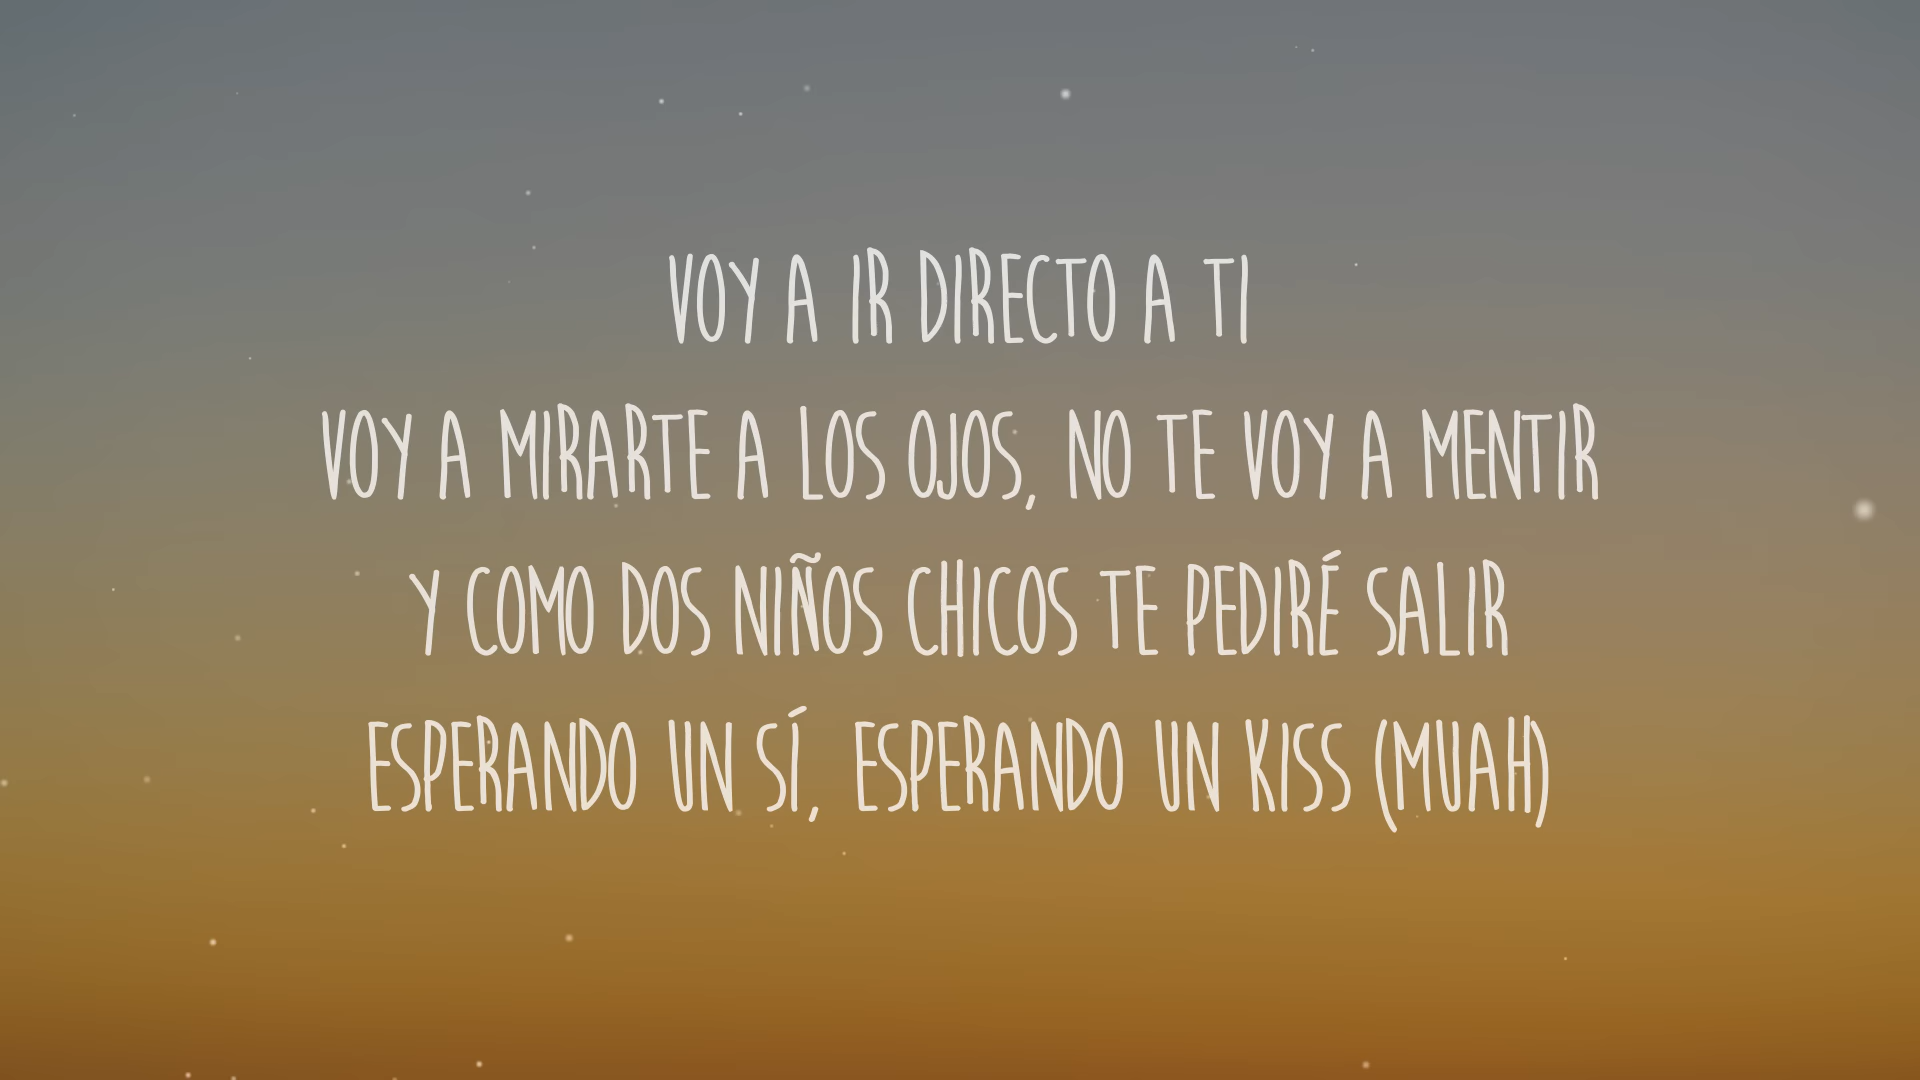 VOY A IR DIRECTO A TI
VOY A MIRARTE A LOS OJOS, NO TE VOY A MENTIR
Y COMO DOS NIÑOS CHICOS TE PEDIRÉ SALIR
ESPERANDO UN SÍ, ESPERANDO UN KISS (MUAH)